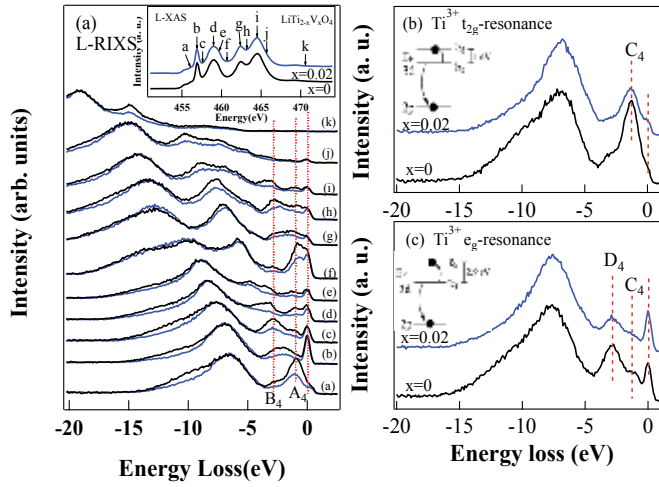 (a) L-XAS LiTi2-xVxO4
L-RIXS
a b c d e f g h i j k
x=0.02
x=0
Intensity (a. u.)
455 460 465 470
Energy(eV)
(k)
(j)
(i)
(h)
(g)
(f)
(e)
(d)
(c)
(b)
(a)
B4 A4
Intensity (arb. units)
-20 -15 -10 -5 0
Energy Loss(eV)
(b) Ti3+ t2g-resonance
C4
x=0.02
x=0
Intensity (a. u.)
-20 -15 -10 -5 0
(c) Ti3+ eg-resonance
D4
C4
x=0.02
x=0
Intensity (a. u.)
-20 -15 -10 -5 0
Energy loss (eV)